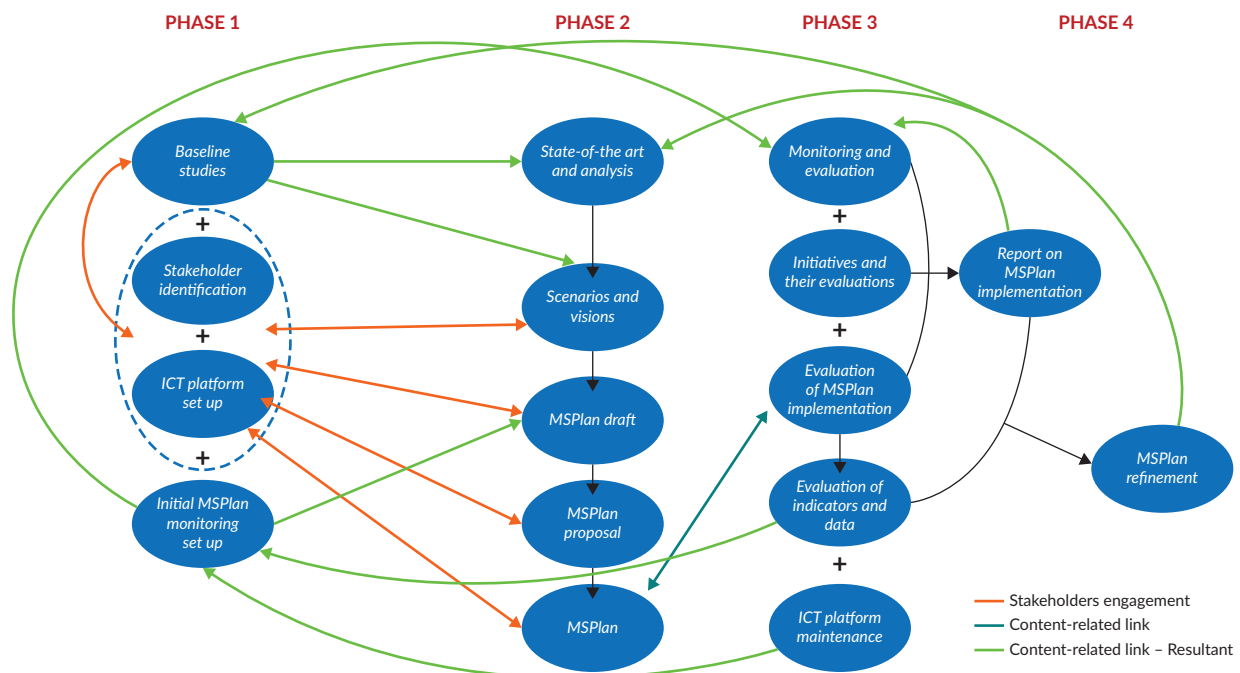 PHASE 1
PHASE 2
PHASE 3
PHASE 4
Baseline
studies
+
Stakeholder
identification
+
ICT platform
set up
+
Initial MSPlan
monitoring
set up
State-of-the art
and analysis
Scenarios and
visions
MSPlan draft
MSPlan
proposal
MSPlan
Monitoring and
evaluation
+
Initiatives and
their evaluations
+
Evaluation
of MSPlan
implementation
Evaluation of
indicators and
data
+
ICT platform
maintenance
Report on
MSPlan
implementation
MSPlan
refinement
Stakeholders engagement
Content-related link
Content-related link – Resultant